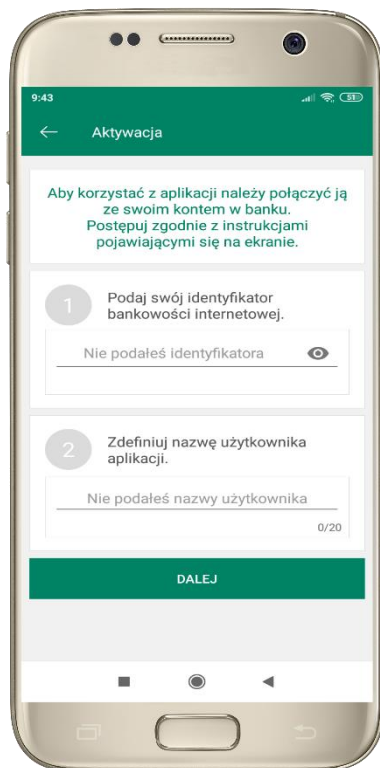 9:43
51
Aktywacja
Aby korzystać z aplikacji należy połączyć ją
ze swoim kontem w banku.
Postępuj zgodnie z instrukcjami
pojawiającymi się na ekranie.
1
Podaj swój identyfikator
bankowości internetowej.
Nie podałeś identyfikatora
2
Zdefiniuj nazwę użytkownika
aplikacji.
Nie podałeś nazwy użytkownika
0/20
DALEJ